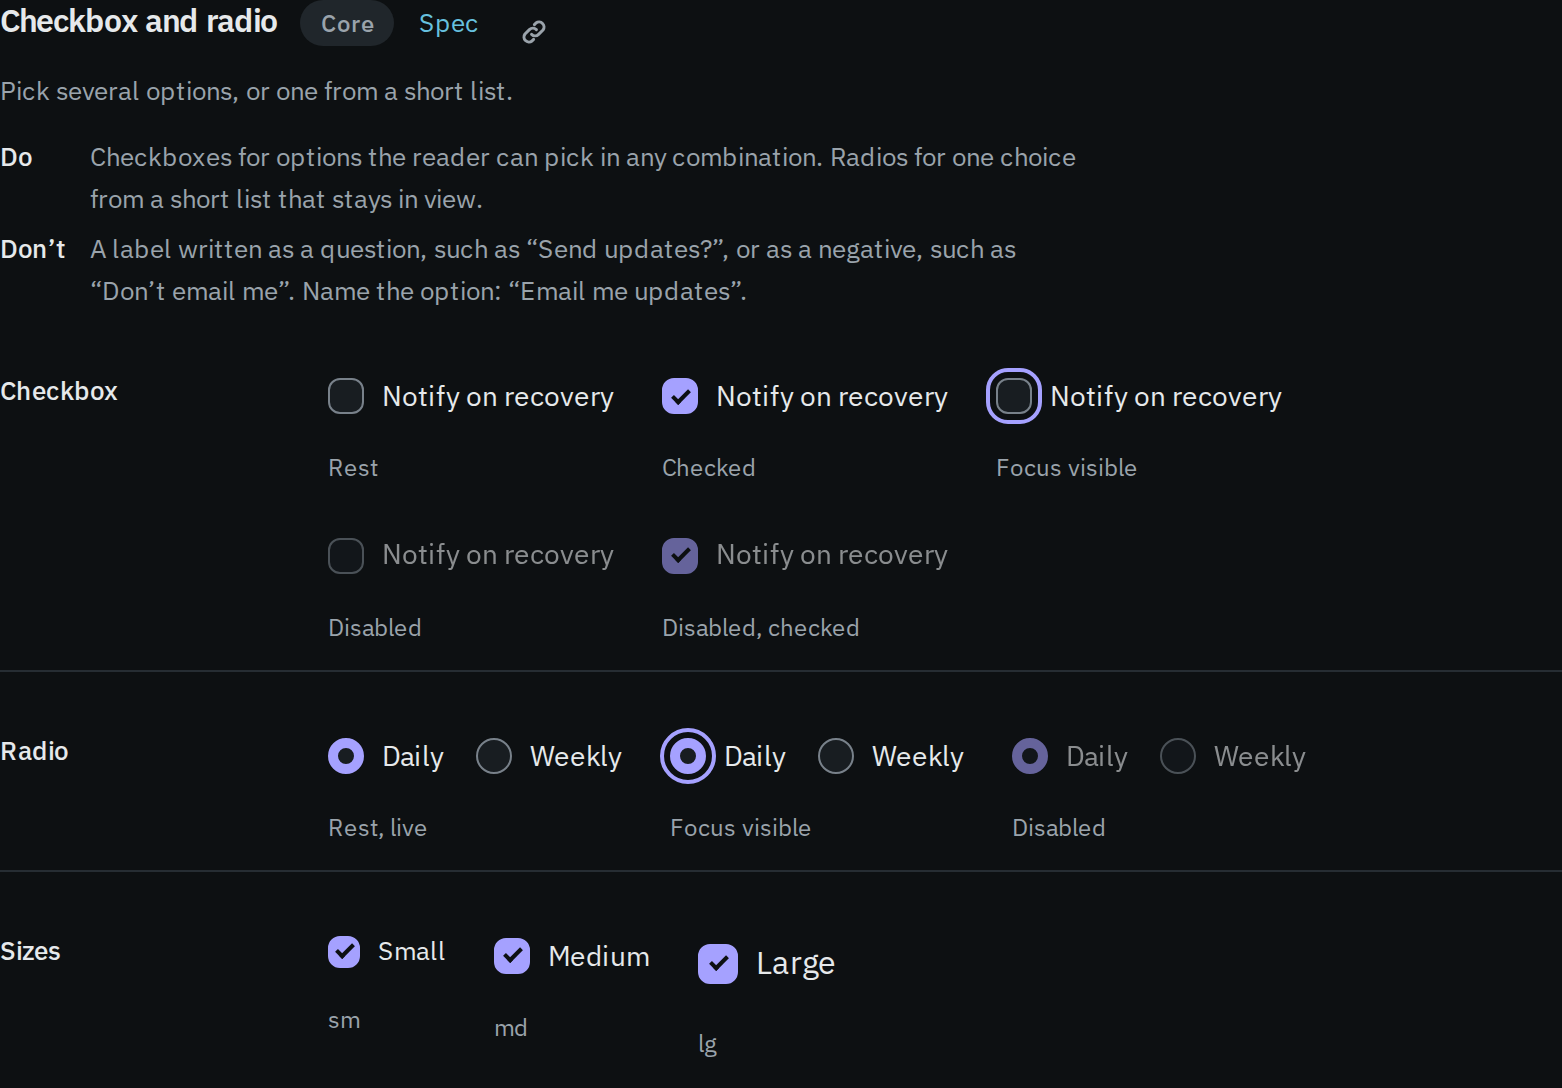 Checkbox and radio Core Spec
Pick several options, or one from a short list.
Do Checkboxes for options the reader can pick in any combination. Radios for one choice
from a short list that stays in view.
Don’t A label written as a question, such as “Send updates?”, or as a negative, such as
“Don’t email me”. Name the option: “Email me updates”.
Checkbox Notify on recovery Notify on recovery Notify on recovery
Rest Checked Focus visible
Notify on recovery Notify on recovery
Disabled Disabled, checked
Radio Daily Weekly Daily Weekly Daily Weekly
Rest, live Focus visible Disabled
Sizes Small Medium Large
sm md lg